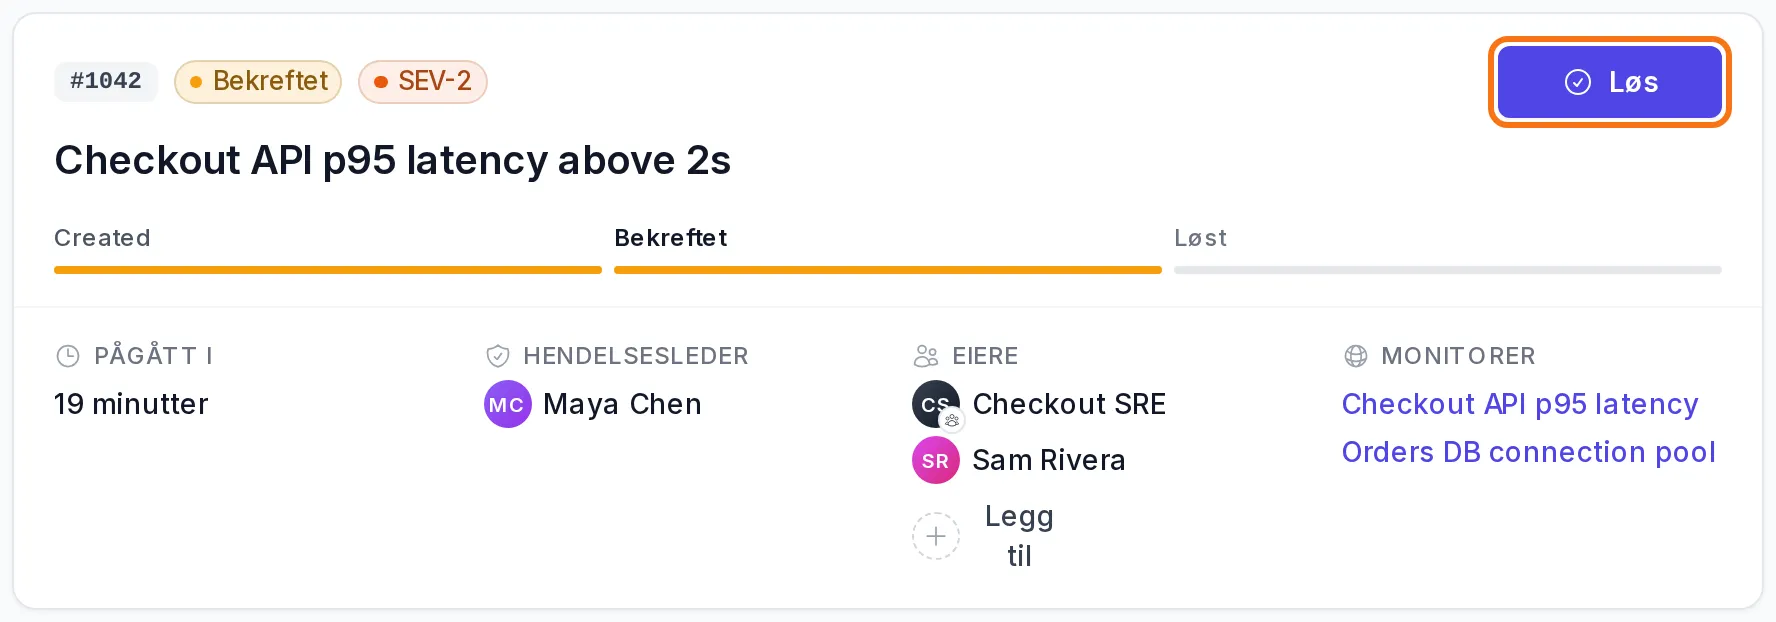 #1042 Bekreftet SEV-2
Løs
Checkout API p95 latency above 2s
Created Bekreftet Løst
PÅGÅTT I
19 minutter
HENDELSESLEDER
MC Maya Chen
EIERE
CS Checkout SRE
SR Sam Rivera
Legg
til
MONITORER
Checkout API p95 latency
Orders DB connection pool